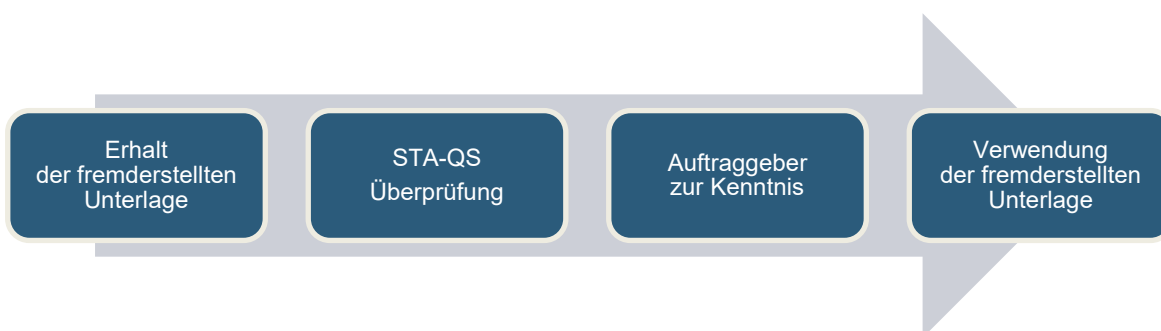 Erhalt
der fremderstellten
Unterlage
STA-QS
Überprüfung
Auftraggeber
zur Kenntnis
Verwendung
der fremderstellten
Unterlage